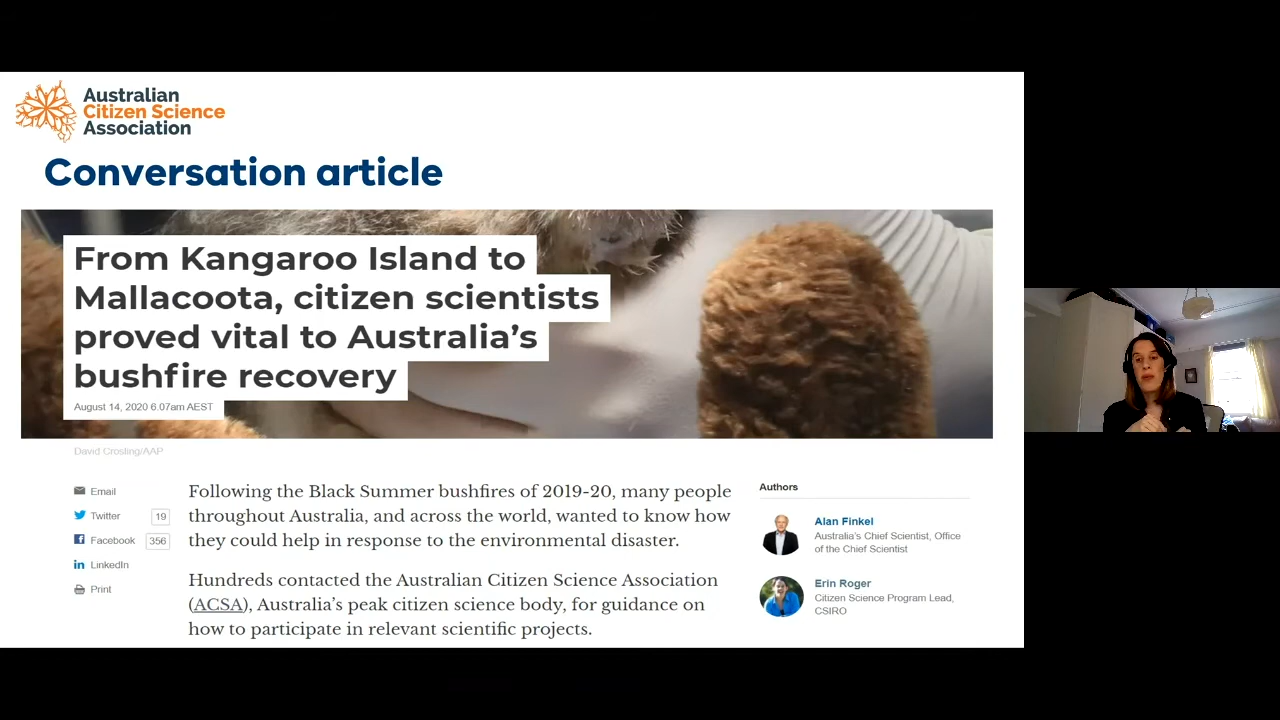 Australian
Citizen Science
Association
Conversation article
From Kangaroo Island to
Mallacoota, citizen scientists
proved vital to Australia's
bushfire recovery
August 14, 2020 6.07am AEST
David Crosling/AAP
Email
Twitter 19
Facebook 356
LinkedIn
Print
Following the Black Summer bushfires of 2019-20, many people
throughout Australia, and across the world, wanted to know how
they could help in response to the environmental disaster.
Hundreds contacted the Australian Citizen Science Association
(ACSA), Australia's peak citizen science body, for guidance on
how to participate in relevant scientific projects.
Authors
Alan Finkel
Australia's Chief Scientist, Office
of the Chief Scientist
Erin Roger
Citizen Science Program Lead,
CSIRO